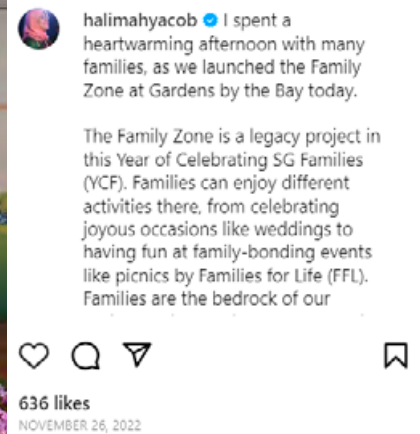 halimahyacob I spent a
heartwarming afternoon with many
families, as we launched the Family
Zone at Gardens by the Bay today.
The Family Zone is a legacy project in
this Year of Celebrating SG Families
(YCF). Families can enjoy different
activities there, from celebrating
joyous occasions like weddings to
having fun at family-bonding events
like picnics by Families for Life (FFL).
Families are the bedrock of our
636 likes
NOVEMBER 26, 2022